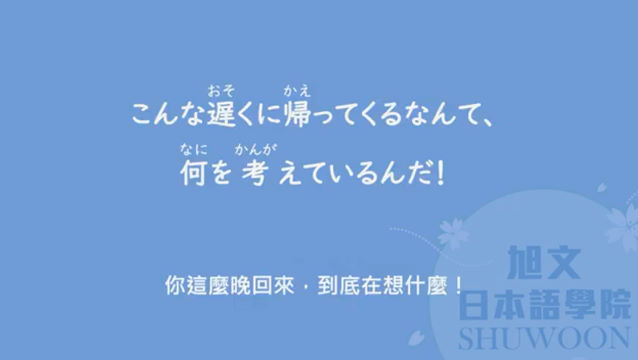 おそ かえ
こんな遅くに帰ってくるなんて、
なに かんが
何を考えているんだ!
你這麼晚回來，到底在想什麼！
旭文
日本語學院
SHUWOON